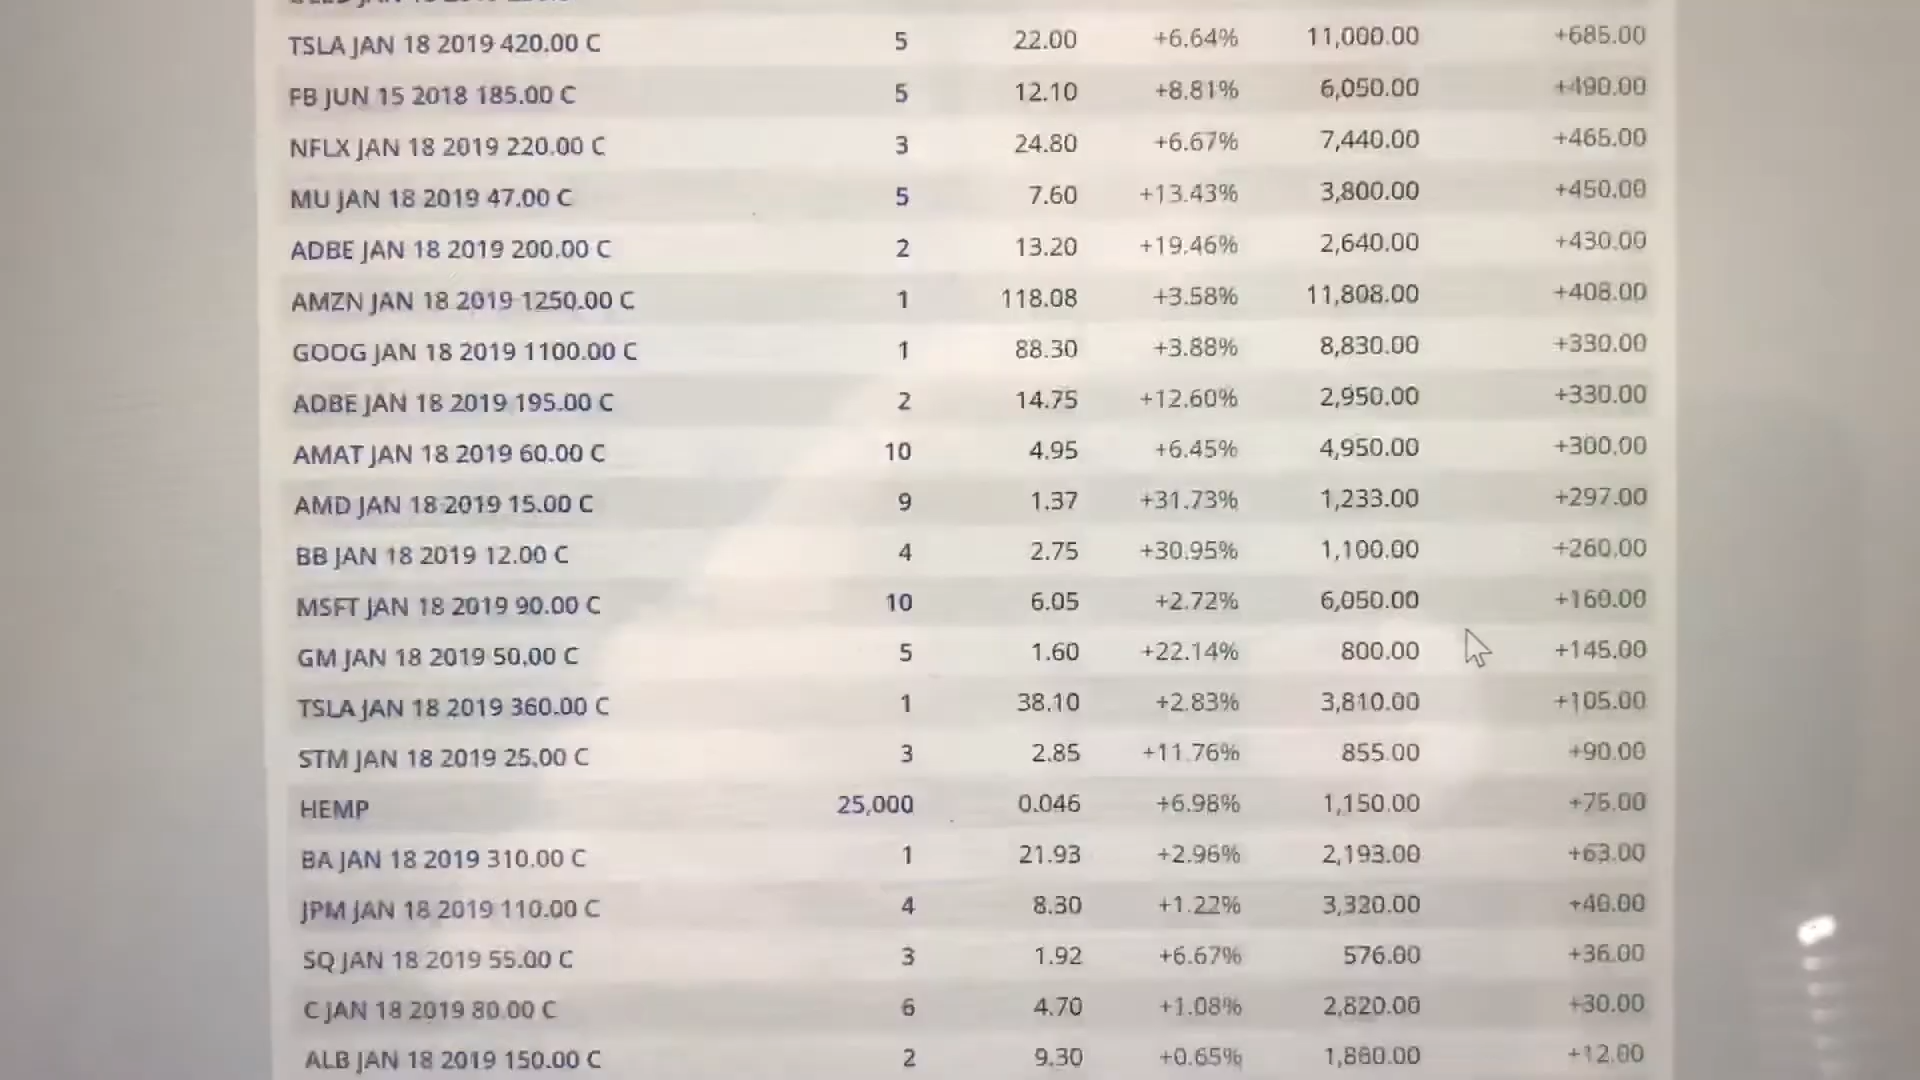 TSLA JAN 18 2019 420.00 C 5 22.00 +6.64% 11,000.00 +685.00
FB JUN 15 2018 185.00 C 5 12.10 +8.81% 6,050.00 +490.00
NFLX JAN 18 2019 220.00 C 3 24.80 +6.67% 7,440.00 +465.00
MU JAN 18 2019 47.00 C 5 7.60 +13.43% 3,800.00 +450.00
ADBE JAN 18 2019 200.00 C 2 13.20 +19.46% 2,640.00 +430.00
AMZN JAN 18 2019 1250.00 C 1 118.08 +3.58% 11,808.00 +408.00
GOOG JAN 18 2019 1100.00 C 1 88.30 +3.88% 8,830.00 +330.00
ADBE JAN 18 2019 195.00 C 2 14.75 +12.60% 2,950.00 +330.00
AMAT JAN 18 2019 60.00 C 10 4.95 +6.45% 4,950.00 +300.00
AMD JAN 18 2019 15.00 C 9 1.37 +31.73% 1,233.00 +297.00
BB JAN 18 2019 12.00 C 4 2.75 +30.95% 1,100.00 +260.00
MSFT JAN 18 2019 90.00 C 10 6.05 +2.72% 6,050.00 +160.00
GM JAN 18 2019 50.00 C 5 1.60 +22.14% 800.00 +145.00
TSLA JAN 18 2019 360.00 C 1 38.10 +2.83% 3,810.00 +105.00
STM JAN 18 2019 25.00 C 3 2.85 +11.76% 855.00 +90.00
HEMP 25,000 0.046 +6.98% 1,150.00 +75.00
BA JAN 18 2019 310.00 C 1 21.93 +2.96% 2,193.00 +63.00
JPM JAN 18 2019 110.00 C 4 8.30 +1.22% 3,320.00 +40.00
SQ JAN 18 2019 55.00 C 3 1.92 +6.67% 576.00 +36.00
C JAN 18 2019 80.00 C 6 4.70 +1.08% 2,820.00 +30.00
ALB JAN 18 2019 150.00 C 2 9.30 +0.65% 1,860.00 +12.00